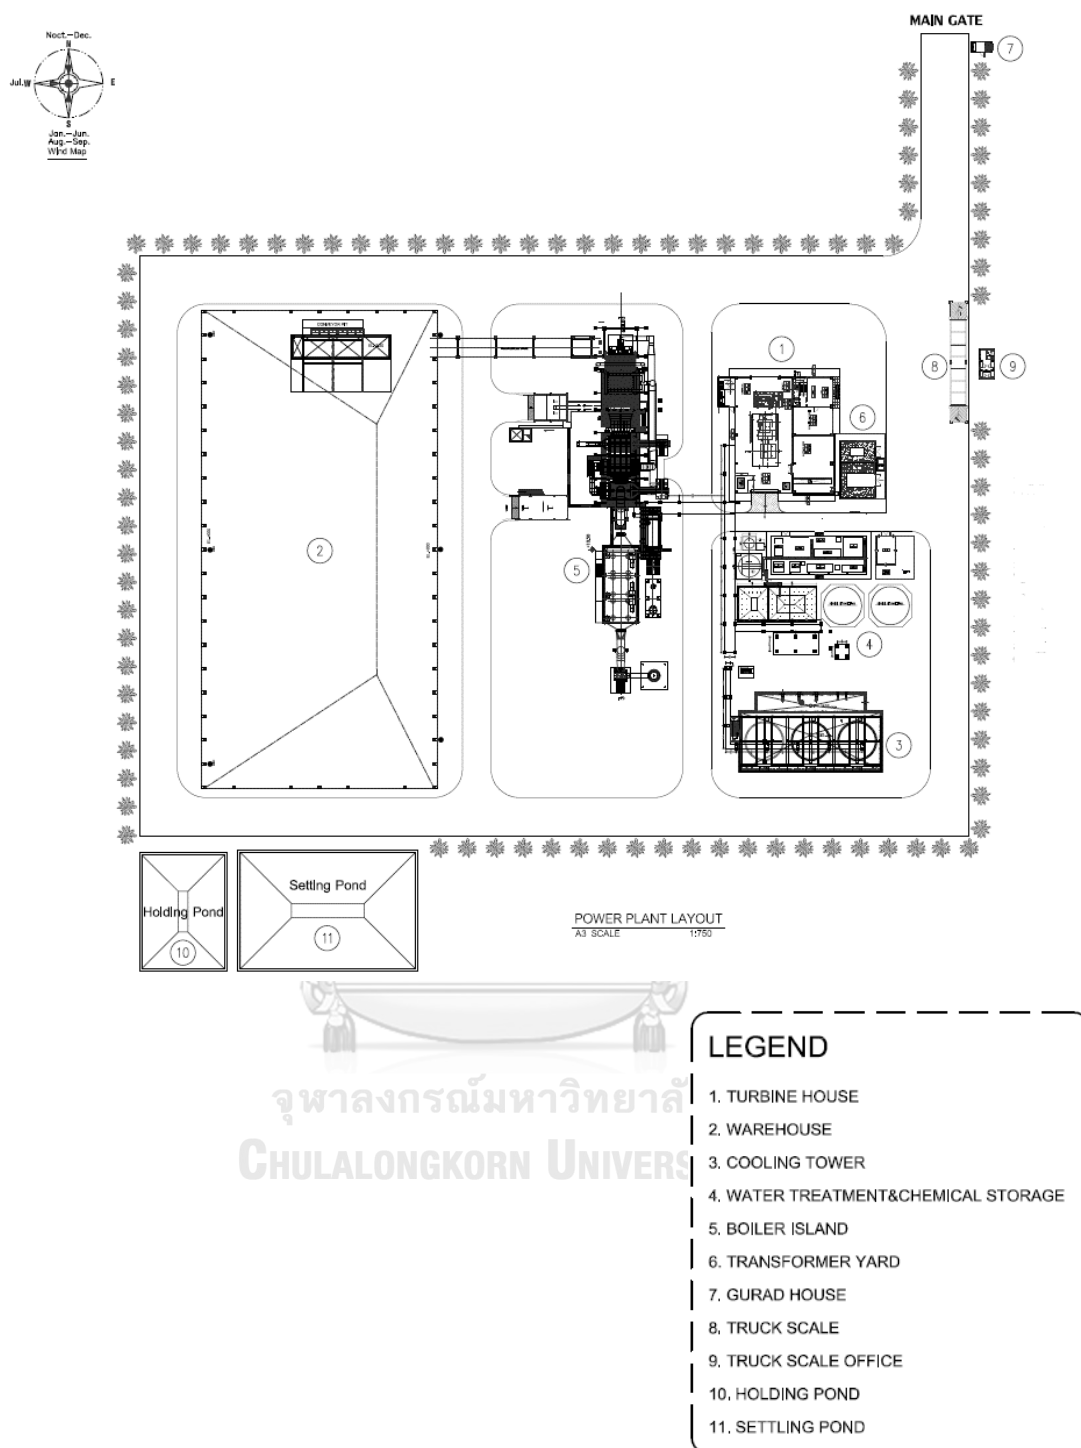 MAIN GATE
Noct.-Dec.
N
Jul.W
E
S
Jan.-Jun.
Aug.-Sep.
Wind Map
7
8
9
1
6
CONVEYOR PIT
2
5
4
3
Holding Pond
10
Settlng Pond
11
POWER PLANT LAYOUT
A3 SCALE 1:750
จุฬาลงกรณ์มหาวิทยาลั
CHULALONGKORN UNIVERS
LEGEND
1. TURBINE HOUSE
2. WAREHOUSE
3. COOLING TOWER
4. WATER TREATMENT&CHEMICAL STORAGE
5. BOILER ISLAND
6. TRANSFORMER YARD
7. GURAD HOUSE
8. TRUCK SCALE
9. TRUCK SCALE OFFICE
10. HOLDING POND
11. SETTLING POND